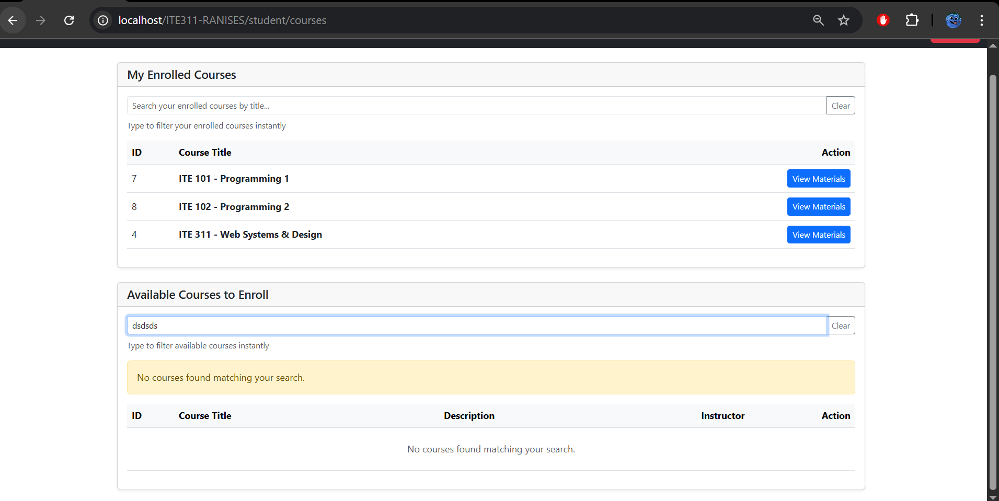 localhost/ITE311-RANISES/student/courses
My Enrolled Courses
Search your enrolled courses by title...
Clear
Type to filter your enrolled courses instantly
ID Course Title Action
7 ITE 101 - Programming 1 View Materials
8 ITE 102 - Programming 2 View Materials
4 ITE 311 - Web Systems & Design View Materials
Available Courses to Enroll
dsdsds
Clear
Type to filter available courses instantly
No courses found matching your search.
ID Course Title Description Instructor Action
No courses found matching your search.